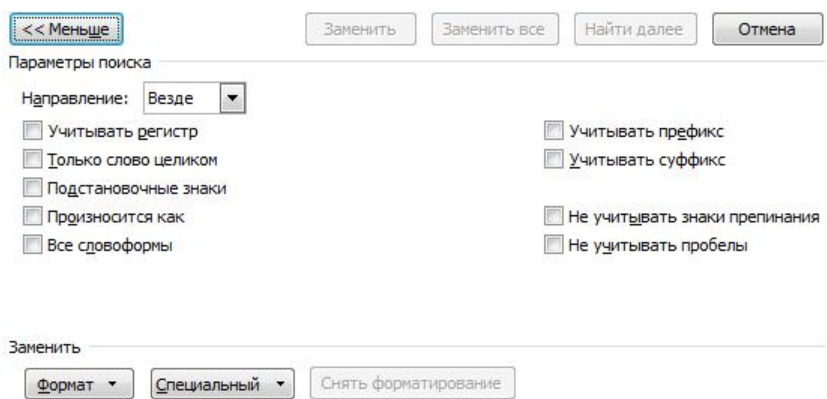 << Меньше Заменить Заменить все Найти далее Отмена
Параметры поиска
Направление: Везде
Учитывать регистр Учитывать префикс
Только слово целиком Учитывать суффикс
Подстановочные знаки
Произносится как Не учитывать знаки препинания
Все словоформы Не учитывать пробелы
Заменить
Формат Специальный Снять форматирование